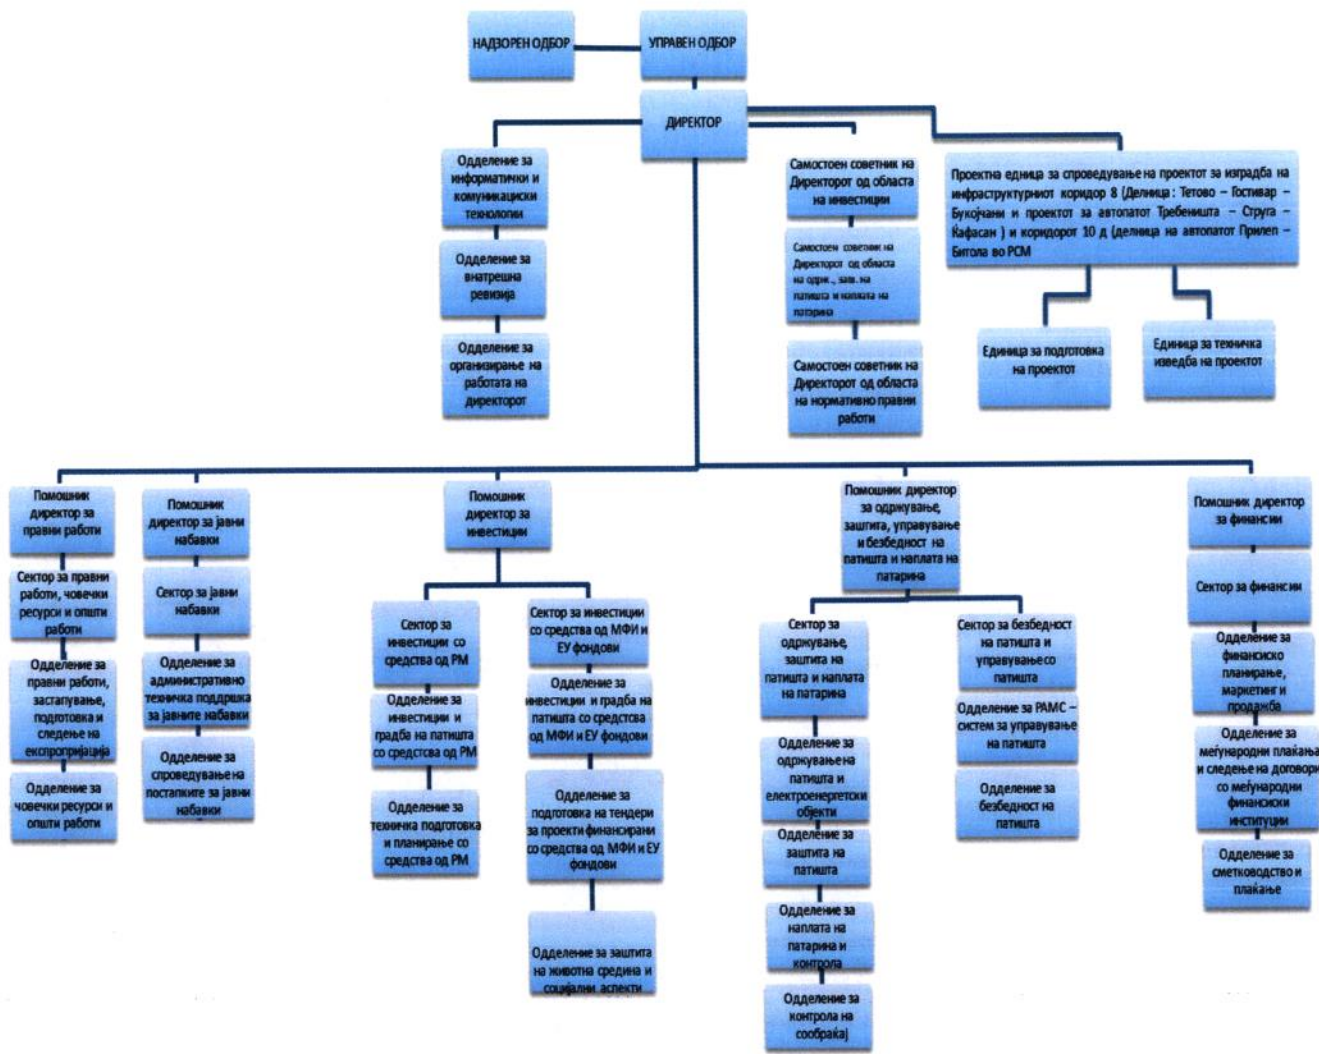 НАДЗОРЕН ОДБОР
УПРАВЕН ОДБОР
ДИРЕКТОР
Одделение за
информатички и
комуникациски
технологии
Одделение за
внатрешна
ревизија
Одделение за
организирање на
работата на
директорот
Самостоен советник на
Директорот од областа
на инвестиции
Самостоен советник на
Директорот од областа
на одрж., зашт. на
патишта и наплата на
патарина
Самостоен советник на
Директорот од областа
на нормативно правни
работи
Проектна единица за спроведување на проектот за изградба на
инфраструктурниот коридор 8 (Делница: Тетово – Гостивар –
Букојчани и проектот за автопатот Требеништа – Струга –
Ќафасан ) и коридорот 10 д (делница на автопатот Прилеп –
Битола во РСМ
Единица за подготовка
на проектот
Единица за техничка
изведба на проектот
Помошник
директор за
правни работи
Сектор за правни
работи, човечки
ресурси и општи
работи
Одделение за
правни работи,
застапување,
подготовка и
следење на
експропријација
Одделение за
човечки ресурси и
општи работи
Помошник
директор за јавни
набавки
Сектор за јавни
набавки
Одделение за
административно
техничка поддршка
за јавните набавки
Одделение за
спроведување на
постапките за јавни
набавки
Помошник
директор за
инвестиции
Сектор за
инвестиции со
средства од РМ
Одделение за
инвестиции и
градба на патишта
со средстсва од РМ
Одделение за
техничка подготовка
и планирање со
средства од РМ
Сектор за инвестиции
со средства од МФИ и
ЕУ фондови
Одделение за
инвестиции и градба на
патишта со средстсва
од МФИ и ЕУ фондови
Одделение за
подготовка на тендери
за проекти финансирани
со средства од МФИ и ЕУ
фондови
Одделение за заштита
на животна средина и
социјални аспекти
Помошник директор
за одржување,
заштита, управување
и безбедност на
патишта и наплата на
патарина
Сектор за
одржување,
заштита на
патишта и наплата
на патарина
Одделение за
одржување на
патишта и
електроенергетски
објекти
Одделение за
заштита на
патишта
Одделение за
наплата на
патарина и
контрола
Одделение за
контрола на
сообраќај
Сектор за безбедност
на патишта и
управување со
патишта
Одделение за РАМС –
систем за управување
на патишта
Одделение за
безбедност на
патишта
Помошник директор
за финансии
Сектор за финансии
Одделение за
финансиско
планирање,
маркетинг и
продажба
Одделение за
меѓународни плаќања
и следење на договори
со меѓународни
финансиски
институции
Одделение за
сметководство и
плаќање